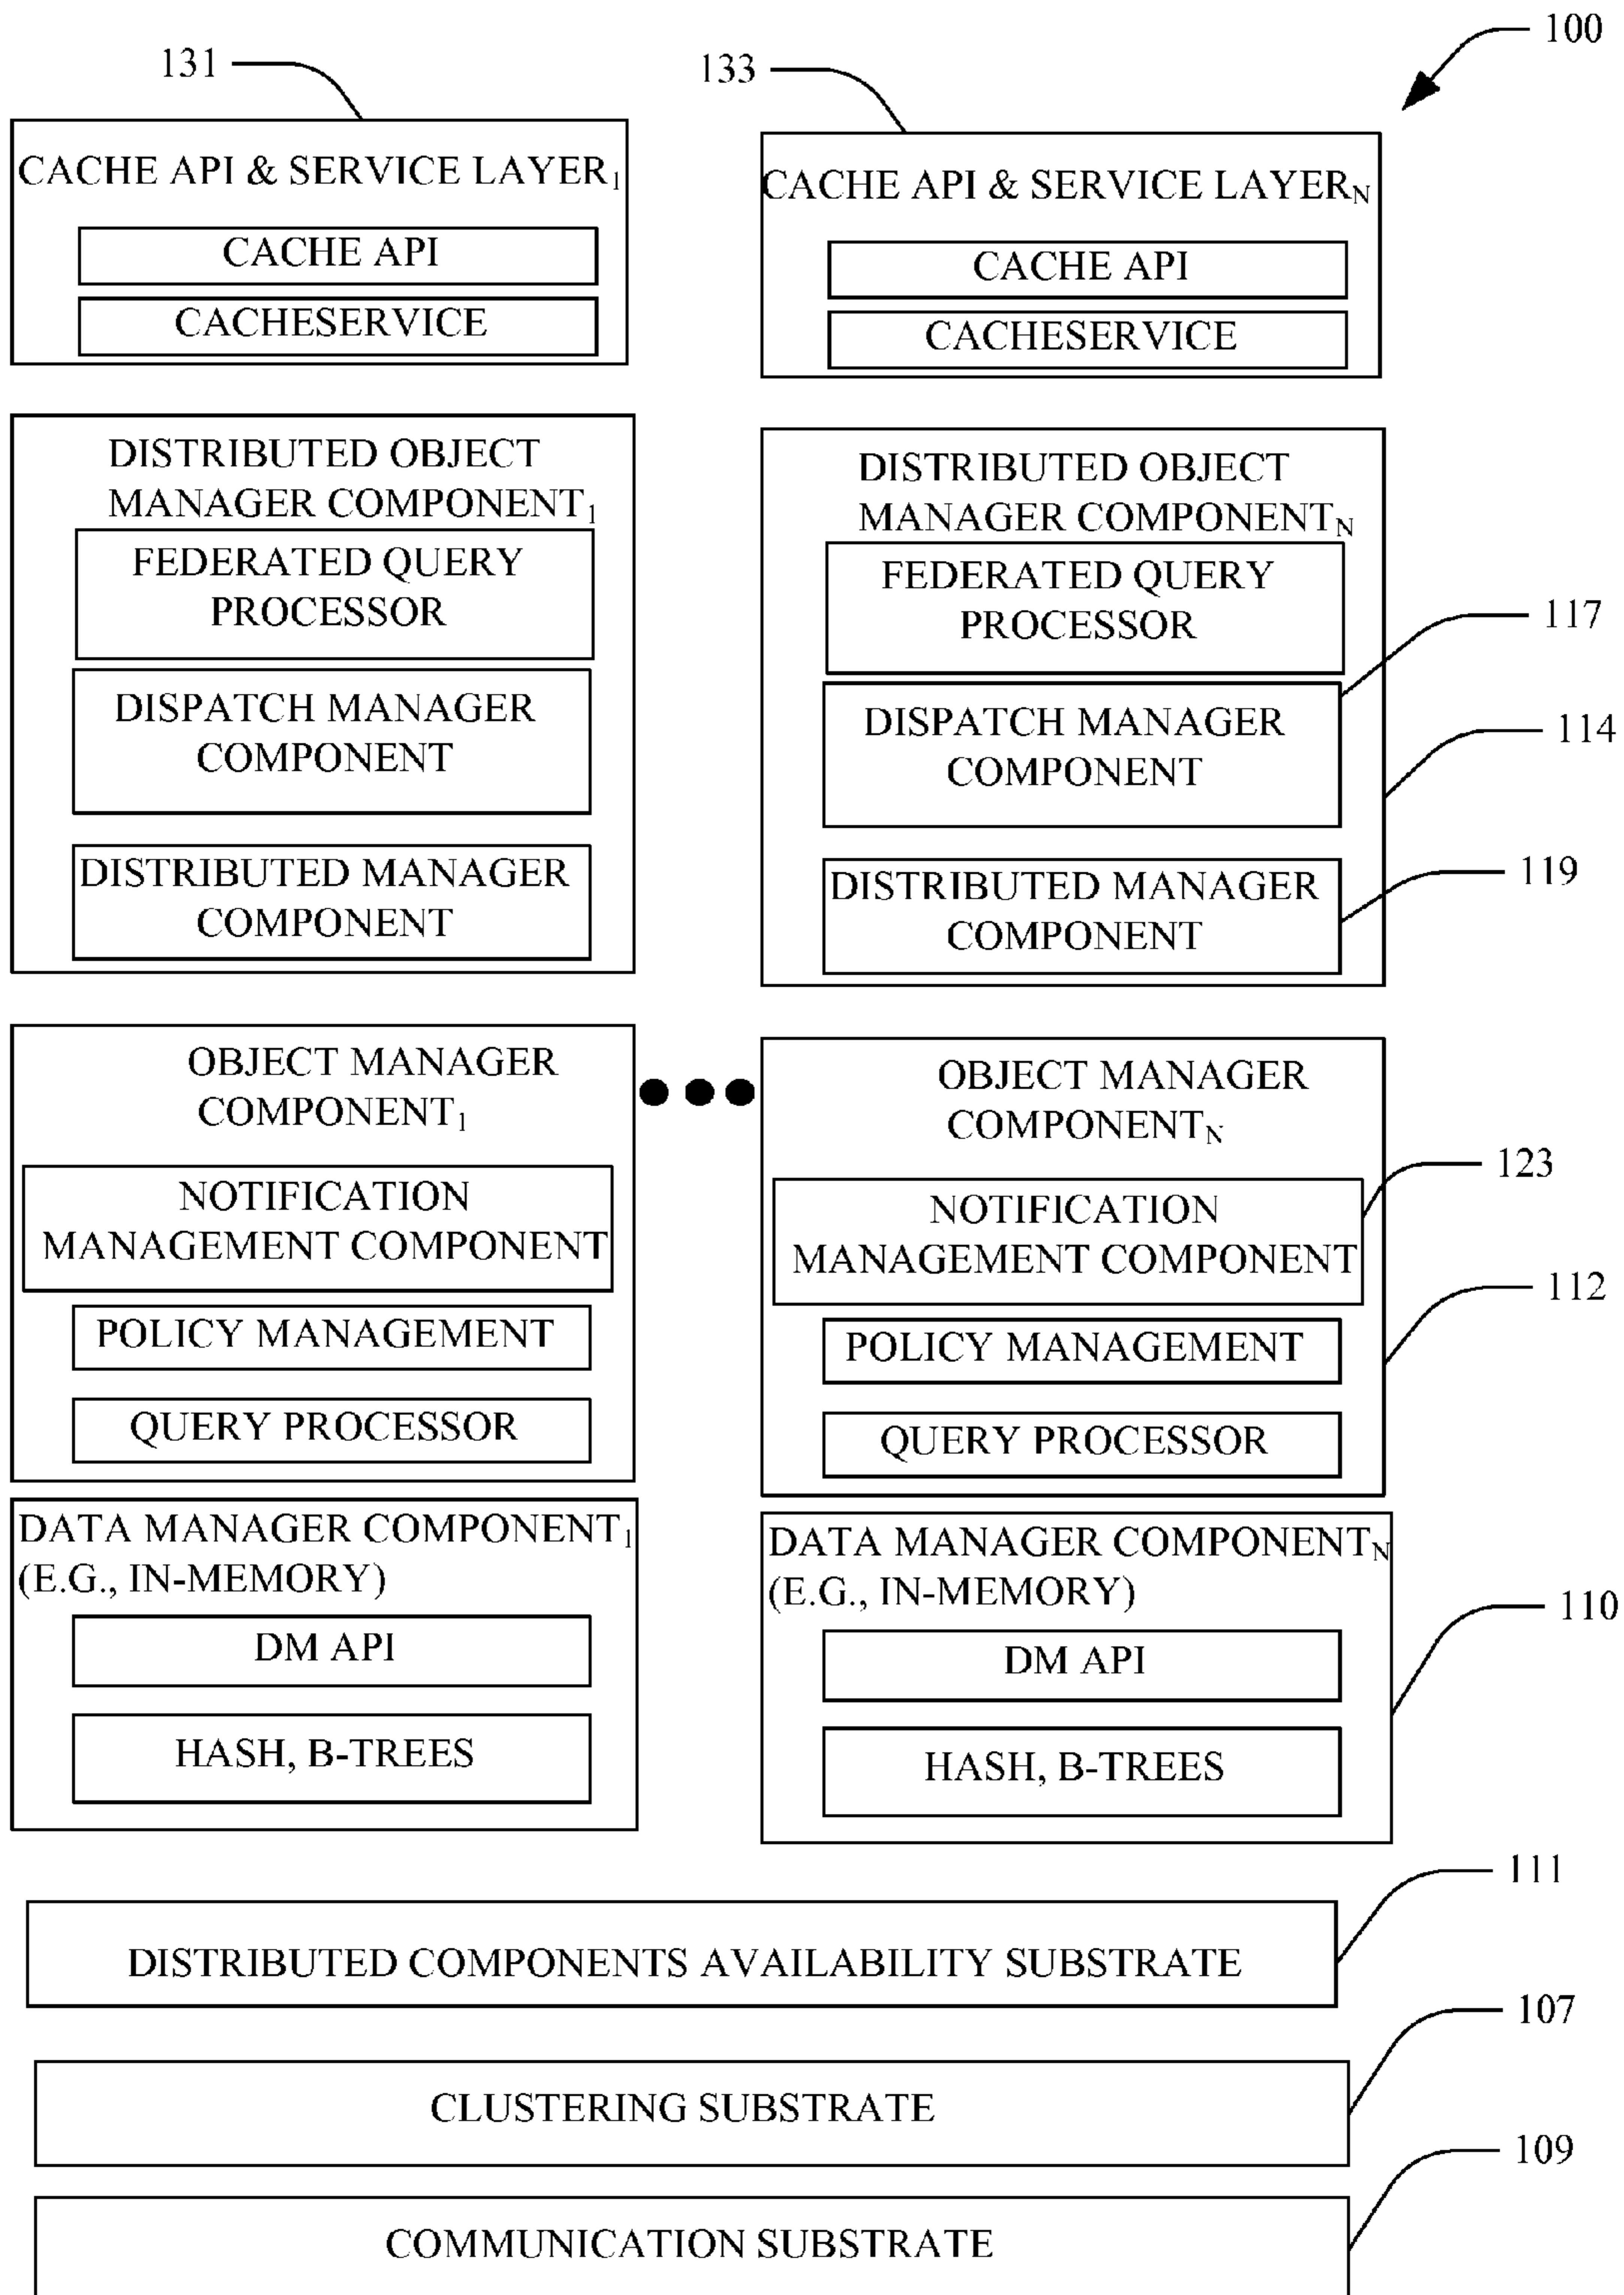 100
131
133
CACHE API & SERVICE LAYER₁
CACHE API
CACHESERVICE
CACHE API & SERVICE LAYER_N
CACHE API
CACHESERVICE
DISTRIBUTED OBJECT
MANAGER COMPONENT₁
FEDERATED QUERY
PROCESSOR
DISPATCH MANAGER
COMPONENT
DISTRIBUTED MANAGER
COMPONENT
DISTRIBUTED OBJECT
MANAGER COMPONENT_N
FEDERATED QUERY
PROCESSOR
DISPATCH MANAGER
COMPONENT
DISTRIBUTED MANAGER
COMPONENT
117
114
119
OBJECT MANAGER
COMPONENT₁
NOTIFICATION
MANAGEMENT COMPONENT
POLICY MANAGEMENT
QUERY PROCESSOR
OBJECT MANAGER
COMPONENT_N
NOTIFICATION
MANAGEMENT COMPONENT
POLICY MANAGEMENT
QUERY PROCESSOR
123
112
DATA MANAGER COMPONENT₁
(E.G., IN-MEMORY)
DM API
HASH, B-TREES
DATA MANAGER COMPONENT_N
(E.G., IN-MEMORY)
DM API
HASH, B-TREES
110
111
DISTRIBUTED COMPONENTS AVAILABILITY SUBSTRATE
107
CLUSTERING SUBSTRATE
109
COMMUNICATION SUBSTRATE